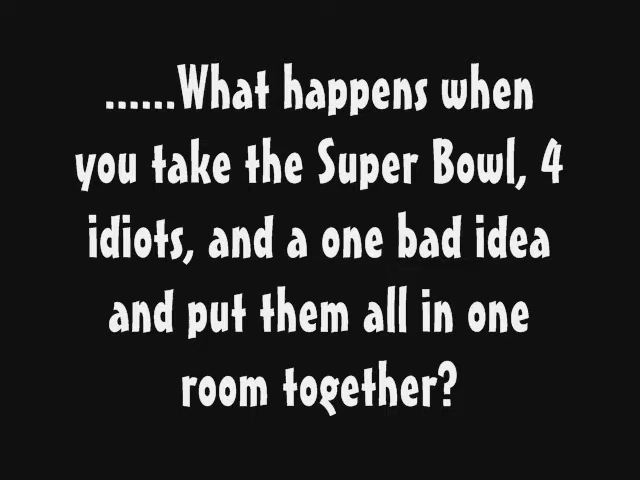 ......What happens when
you take the Super Bowl, 4
idiots, and a one bad idea
and put them all in one
room together?